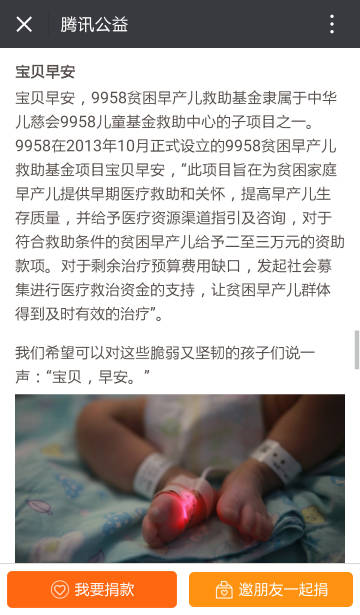 腾讯公益
宝贝早安
宝贝早安，9958贫困早产儿救助基金隶属于中华
儿慈会9958儿童基金救助中心的子项目之一。
9958在2013年10月正式设立的9958贫困早产儿
救助基金项目宝贝早安，“此项目旨在为贫困家庭
早产儿提供早期医疗救助和关怀，提高早产儿生
存质量，并给予医疗资源渠道指引及咨询，对于
符合救助条件的贫困早产儿给予二至三万元的资助
款项。对于剩余治疗预算费用缺口，发起社会募
集进行医疗救治资金的支持，让贫困早产儿群体
得到及时有效的治疗”。
我们希望可以对这些脆弱又坚韧的孩子们说一
声：“宝贝，早安。”
我要捐款
邀朋友一起捐